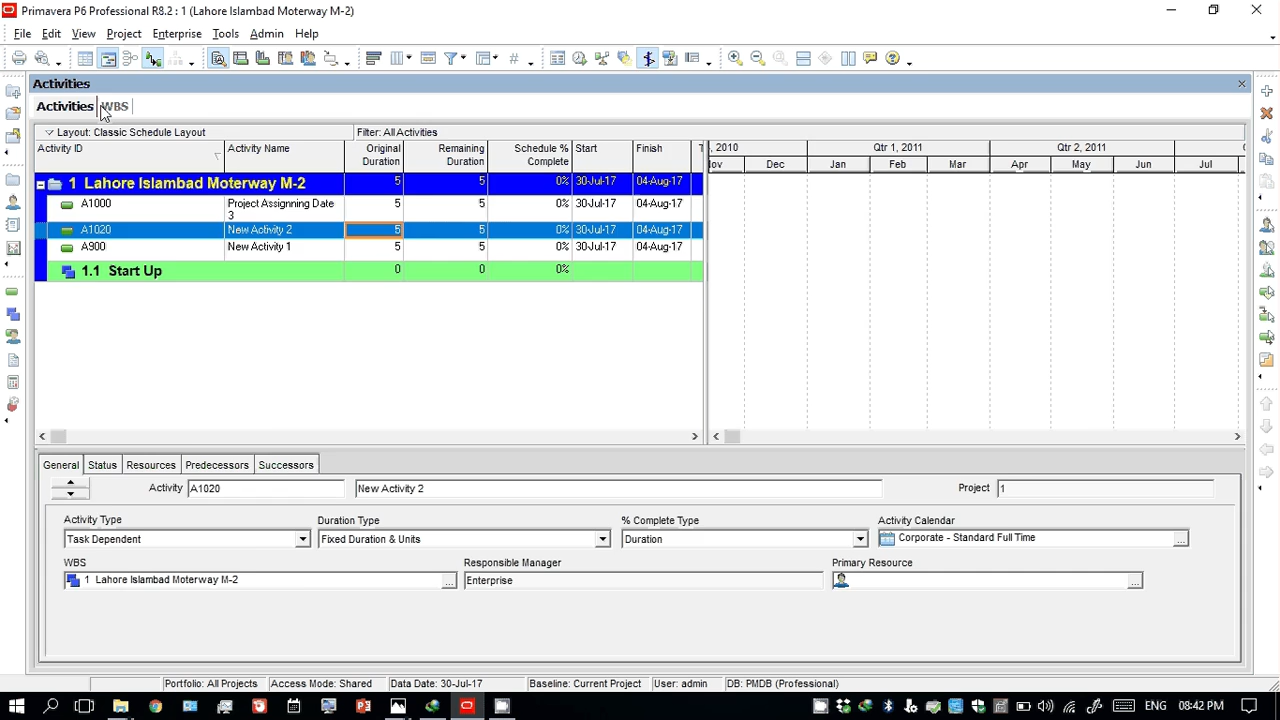 Primavera P6 Professional R8.2 : 1 (Lahore Islambad Moterway M-2)
File Edit View Project Enterprise Tools Admin Help
Activities
Activities WBS
Layout: Classic Schedule Layout Filter: All Activities
Activity ID Activity Name Original Duration Remaining Duration Schedule % Complete Start Finish T
, 2010 Qtr 1, 2011 Qtr 2, 2011
Nov Dec Jan Feb Mar Apr May Jun Jul
1 Lahore Islambad Moterway M-2 5 5 0% 30-Jul-17 04-Aug-17
A1000 Project Assignning Date 3 5 5 0% 30-Jul-17 04-Aug-17
A1020 New Activity 2 5 5 0% 30-Jul-17 04-Aug-17
A900 New Activity 1 5 5 0% 30-Jul-17 04-Aug-17
1.1 Start Up 0 0 0%
General Status Resources Predecessors Successors
Activity A1020 New Activity 2 Project 1
Activity Type Duration Type % Complete Type Activity Calendar
Task Dependent Fixed Duration & Units Duration Corporate - Standard Full Time
WBS Responsible Manager Primary Resource
1 Lahore Islambad Moterway M-2 Enterprise
Portfolio: All Projects Access Mode: Shared Data Date: 30-Jul-17 Baseline: Current Project User: admin DB: PMDB (Professional)
ENG 08:42 PM